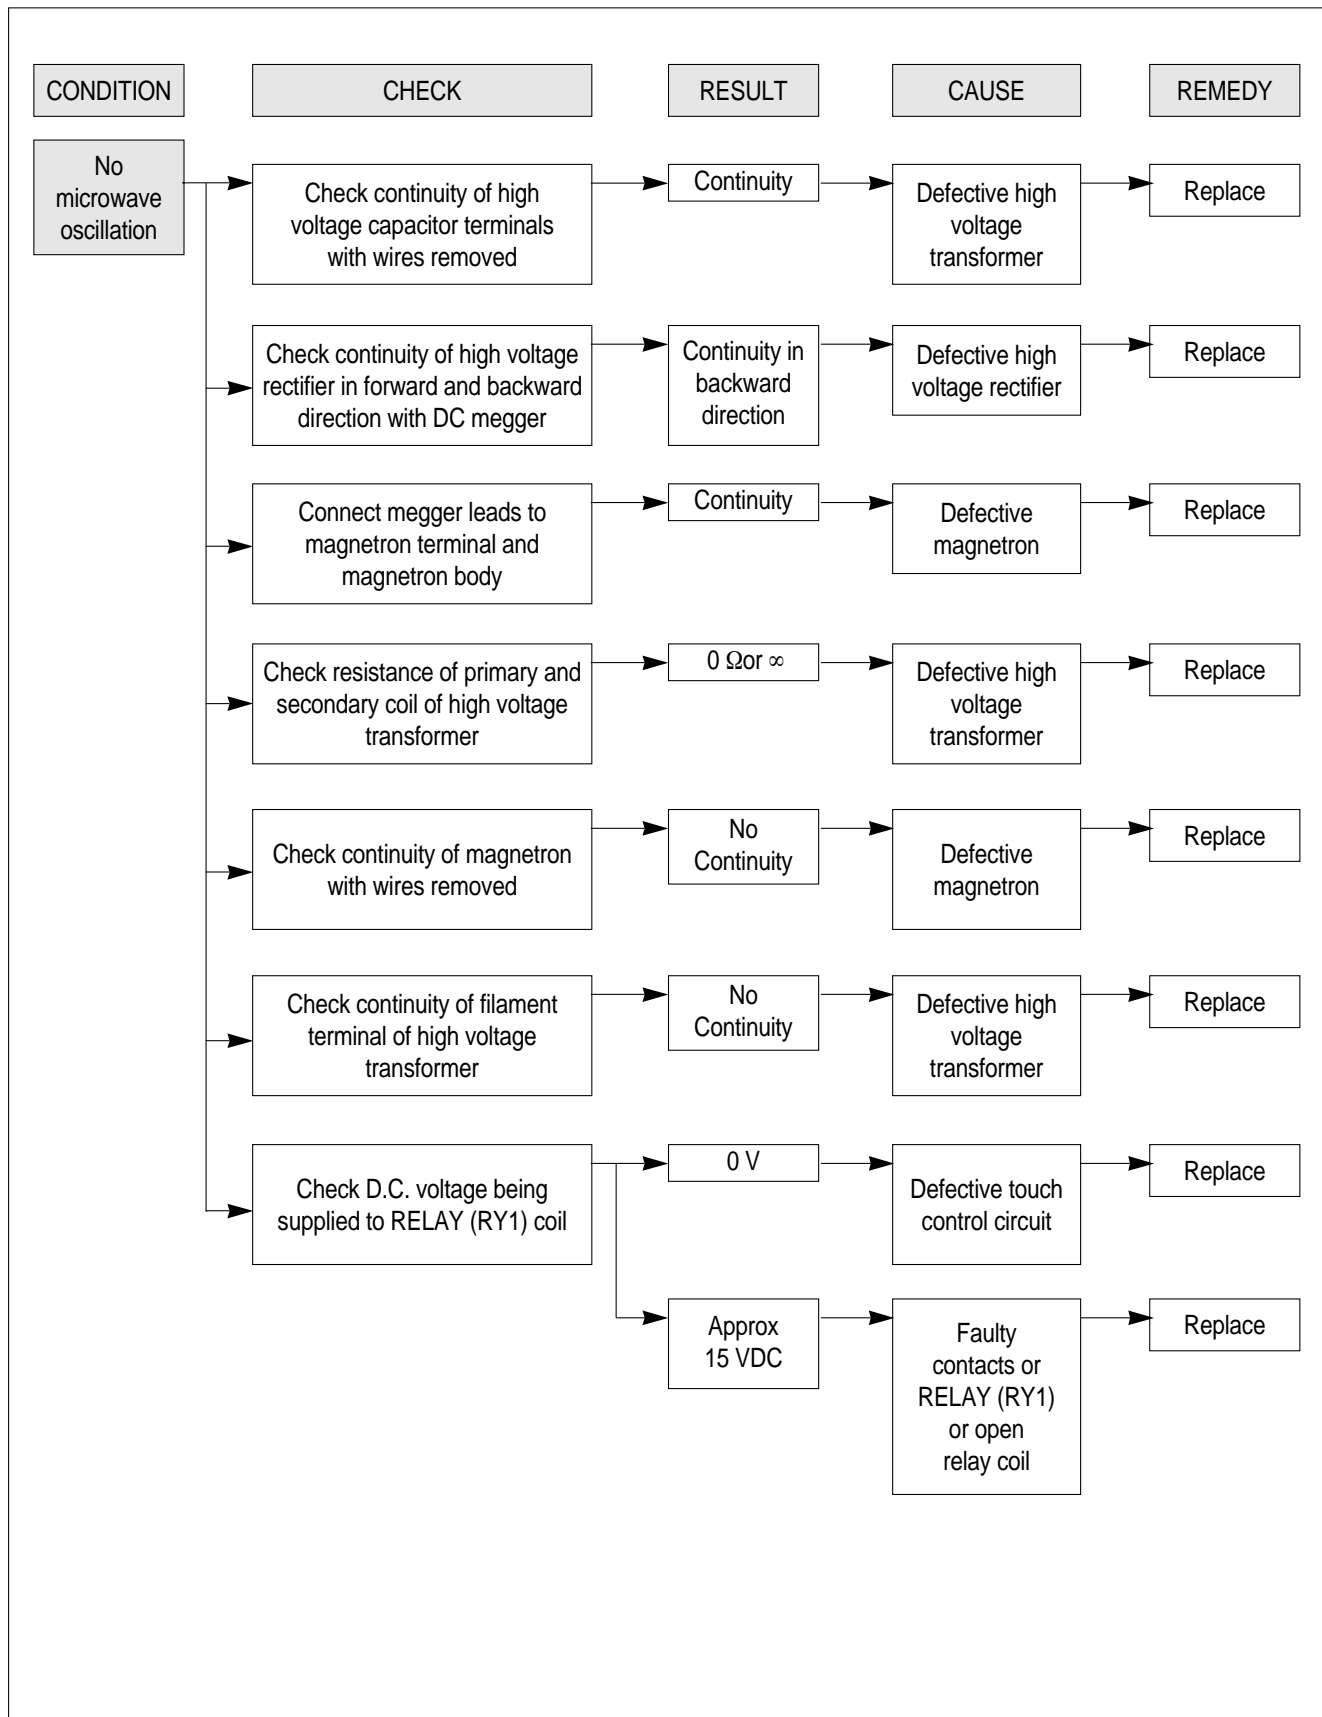 CONDITION
CHECK
RESULT
CAUSE
REMEDY
No
microwave
oscillation
Check continuity of high
voltage capacitor terminals
with wires removed
Continuity
Defective high
voltage
transformer
Replace
Check continuity of high voltage
rectifier in forward and backward
direction with DC megger
Continuity in
backward
direction
Defective high
voltage rectifier
Replace
Connect megger leads to
magnetron terminal and
magnetron body
Continuity
Defective
magnetron
Replace
Check resistance of primary and
secondary coil of high voltage
transformer
0 Ωor ∞
Defective high
voltage
transformer
Replace
Check continuity of magnetron
with wires removed
No
Continuity
Defective
magnetron
Replace
Check continuity of filament
terminal of high voltage
transformer
No
Continuity
Defective high
voltage
transformer
Replace
Check D.C. voltage being
supplied to RELAY (RY1) coil
0 V
Defective touch
control circuit
Replace
Approx
15 VDC
Faulty
contacts or
RELAY (RY1)
or open
relay coil
Replace